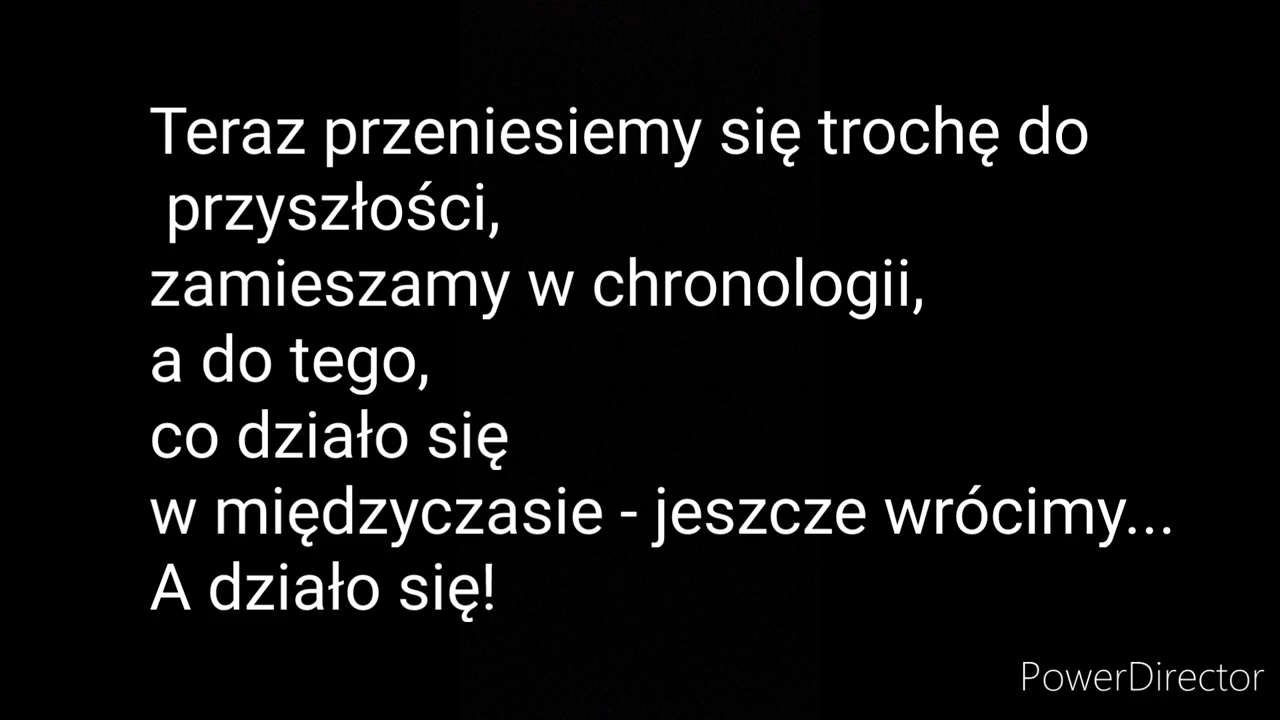 Teraz przeniesiemy się trochę do
przyszłości,
zamieszamy w chronologii,
a do tego,
co działo się
w międzyczasie - jeszcze wrócimy...
A działo się!
PowerDirector